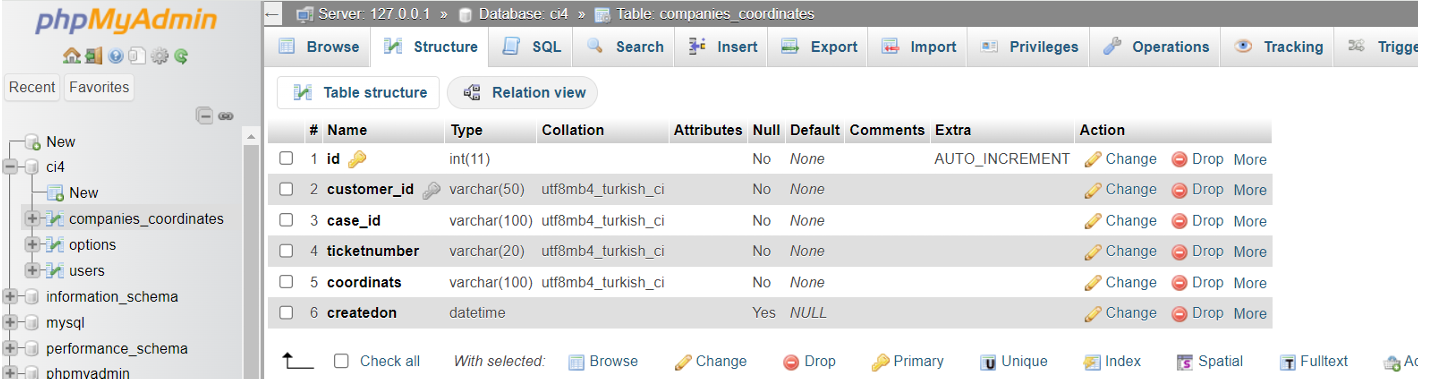 phpMyAdmin
Recent Favorites
New
ci4
New
companies_coordinates
options
users
information_schema
mysql
performance_schema
phpmyadmin
Server: 127.0.0.1 » Database: ci4 » Table: companies_coordinates
Browse Structure SQL Search Insert Export Import Privileges Operations Tracking Trigge
Table structure Relation view
# Name Type Collation Attributes Null Default Comments Extra Action
1 id int(11) No None AUTO_INCREMENT Change Drop More
2 customer_id varchar(50) utf8mb4_turkish_ci No None Change Drop More
3 case_id varchar(100) utf8mb4_turkish_ci No None Change Drop More
4 ticketnumber varchar(20) utf8mb4_turkish_ci No None Change Drop More
5 coordinats varchar(100) utf8mb4_turkish_ci No None Change Drop More
6 createdon datetime Yes NULL Change Drop More
Check all With selected: Browse Change Drop Primary Unique Index Spatial Fulltext Ac